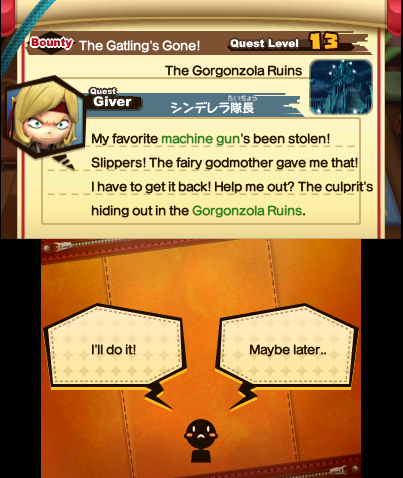 Bounty The Gatling's Gone! Quest Level 13
The Gorgonzola Ruins
Quest
Giver
たいちょう
シンデレラ隊長
My favorite machine gun's been stolen!
Slippers! The fairy godmother gave me that!
I have to get it back! Help me out? The culprit's
hiding out in the Gorgonzola Ruins.
I'll do it!
Maybe later..